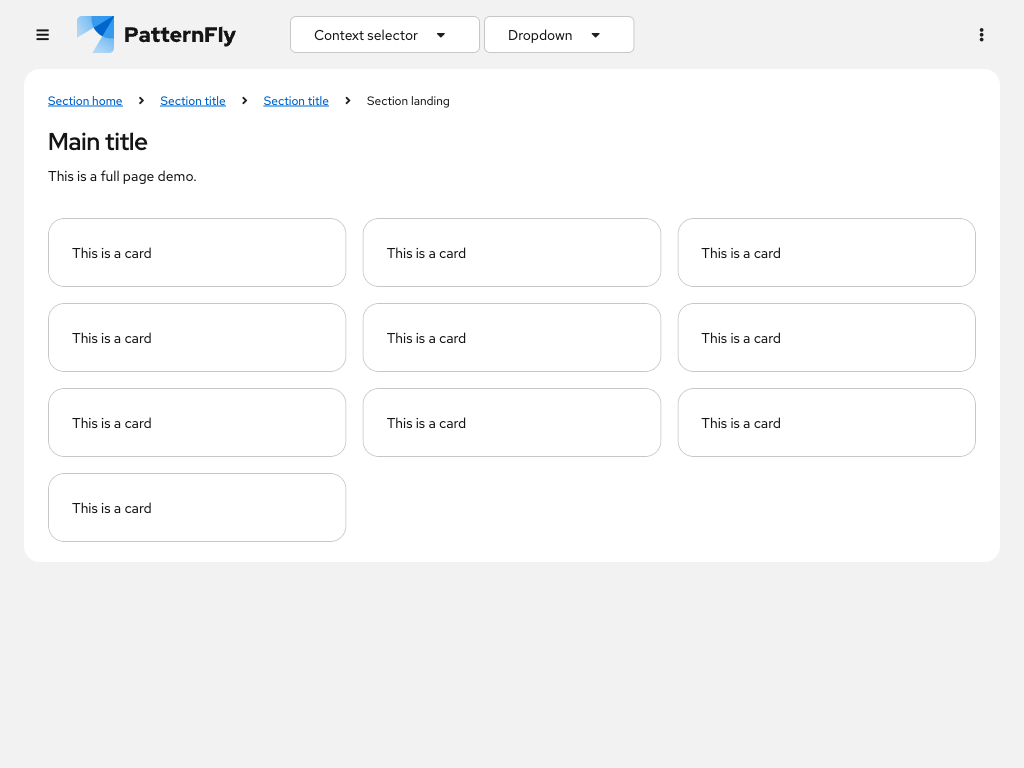 PatternFly Context selector Dropdown
Section home Section title Section title Section landing
Main title
This is a full page demo.
This is a card This is a card This is a card
This is a card This is a card This is a card
This is a card This is a card This is a card
This is a card